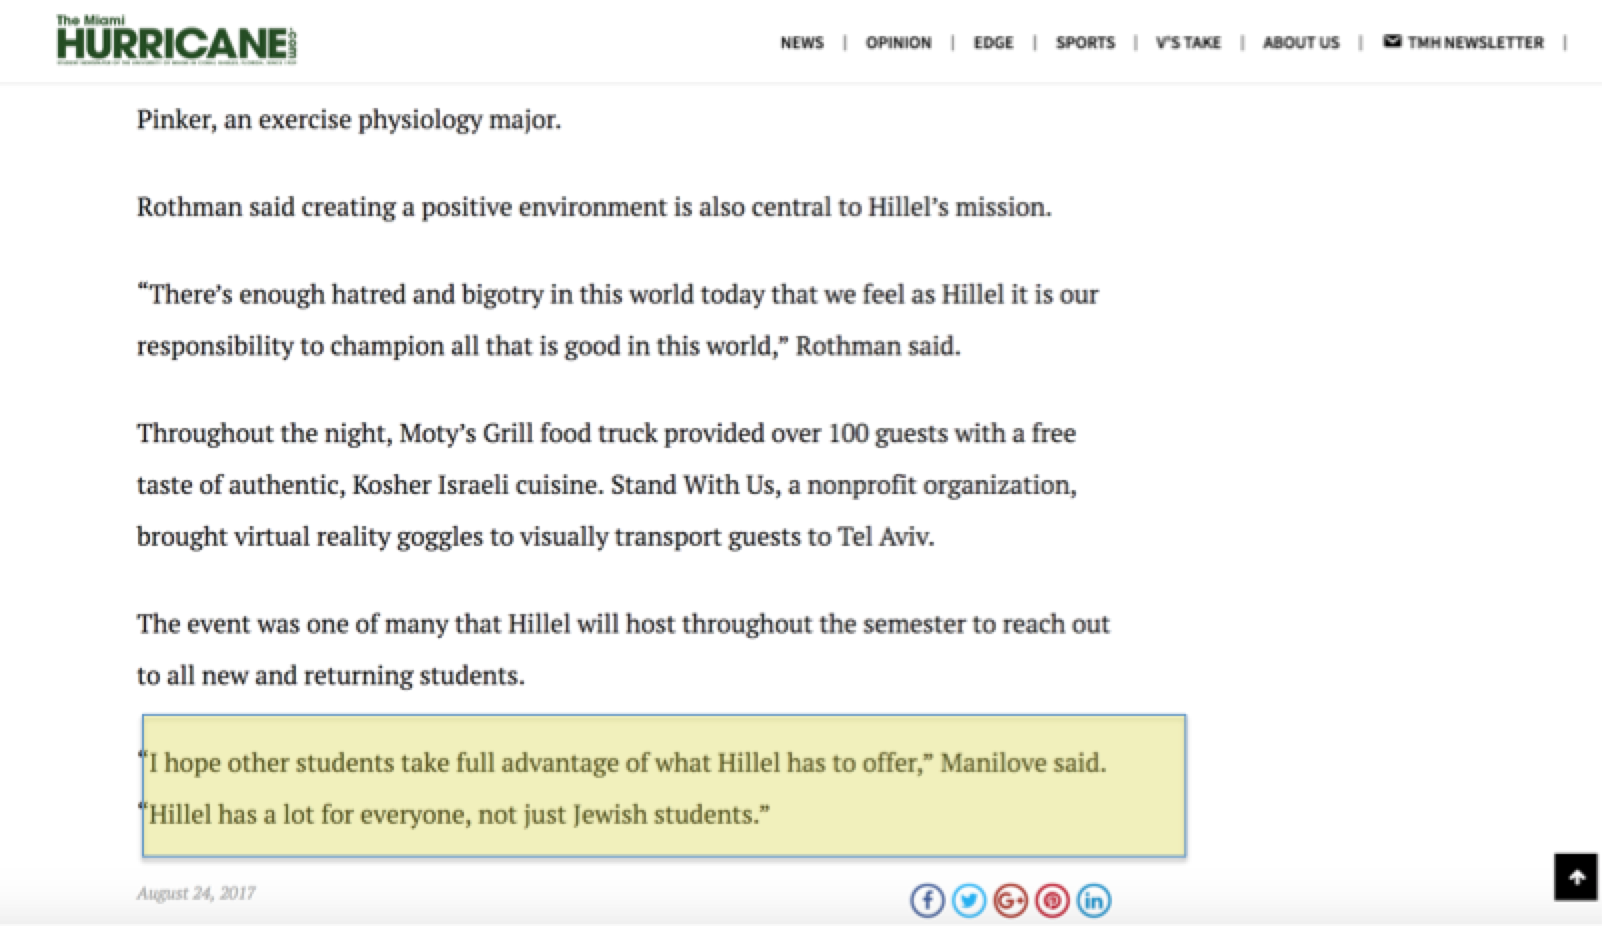 The Miami
HURRICANE.com
NEWS | OPINION | EDGE | SPORTS | V'S TAKE | ABOUT US | TMH NEWSLETTER |
Pinker, an exercise physiology major.
Rothman said creating a positive environment is also central to Hillel’s mission.
“There’s enough hatred and bigotry in this world today that we feel as Hillel it is our
responsibility to champion all that is good in this world,” Rothman said.
Throughout the night, Moty’s Grill food truck provided over 100 guests with a free
taste of authentic, Kosher Israeli cuisine. Stand With Us, a nonprofit organization,
brought virtual reality goggles to visually transport guests to Tel Aviv.
The event was one of many that Hillel will host throughout the semester to reach out
to all new and returning students.
“I hope other students take full advantage of what Hillel has to offer,” Manilove said.
“Hillel has a lot for everyone, not just Jewish students.”
August 24, 2017
f G+ in